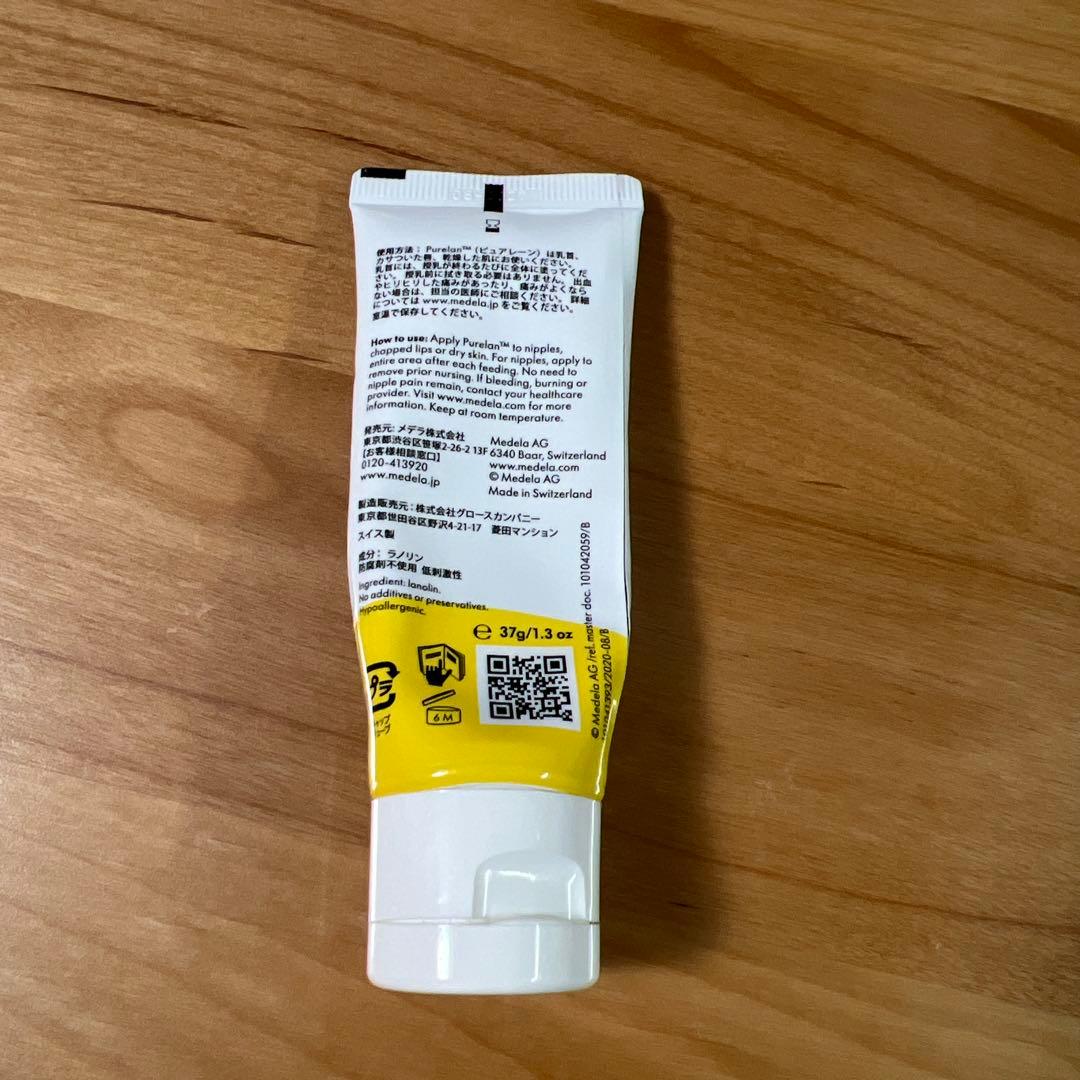 使用方法： Purelan™（ピュアレーン）は乳首、
カサついた唇、乾燥した肌にお使いください。
乳首には、授乳が終わるたびに全体に塗ってくだ
さい。 授乳前に拭き取る必要はありません。 出血
やヒリヒリした痛みがあったり、痛みがよくなら
ない場合は、担当の医師にご相談ください。 詳細
については www.medela.jp をご覧ください。
室温で保存してください。
How to use: Apply Purelan™ to nipples,
chapped lips or dry skin. For nipples, apply to
entire area after each feeding. No need to
remove prior nursing. If bleeding, burning or
nipple pain remain, contact your healthcare
provider. Visit www.medela.com for more
information. Keep at room temperature.
発売元: メデラ株式会社
東京都渋谷区笹塚2-26-2 13F
【お客様相談窓口】
0120-413920
www.medela.jp
Medela AG
6340 Baar, Switzerland
www.medela.com
© Medela AG
Made in Switzerland
製造販売元：株式会社グロースカンパニー
東京都世田谷区野沢4-21-17 菱田マンション
スイス製
成分： ラノリン
防腐剤不使用 低刺激性
Ingredient: lanolin.
No additives or preservatives.
Hypoallergenic.
e 37g/1.3 oz
プラ
6 M
© Medela AG /rel. master doc. 101042059/B